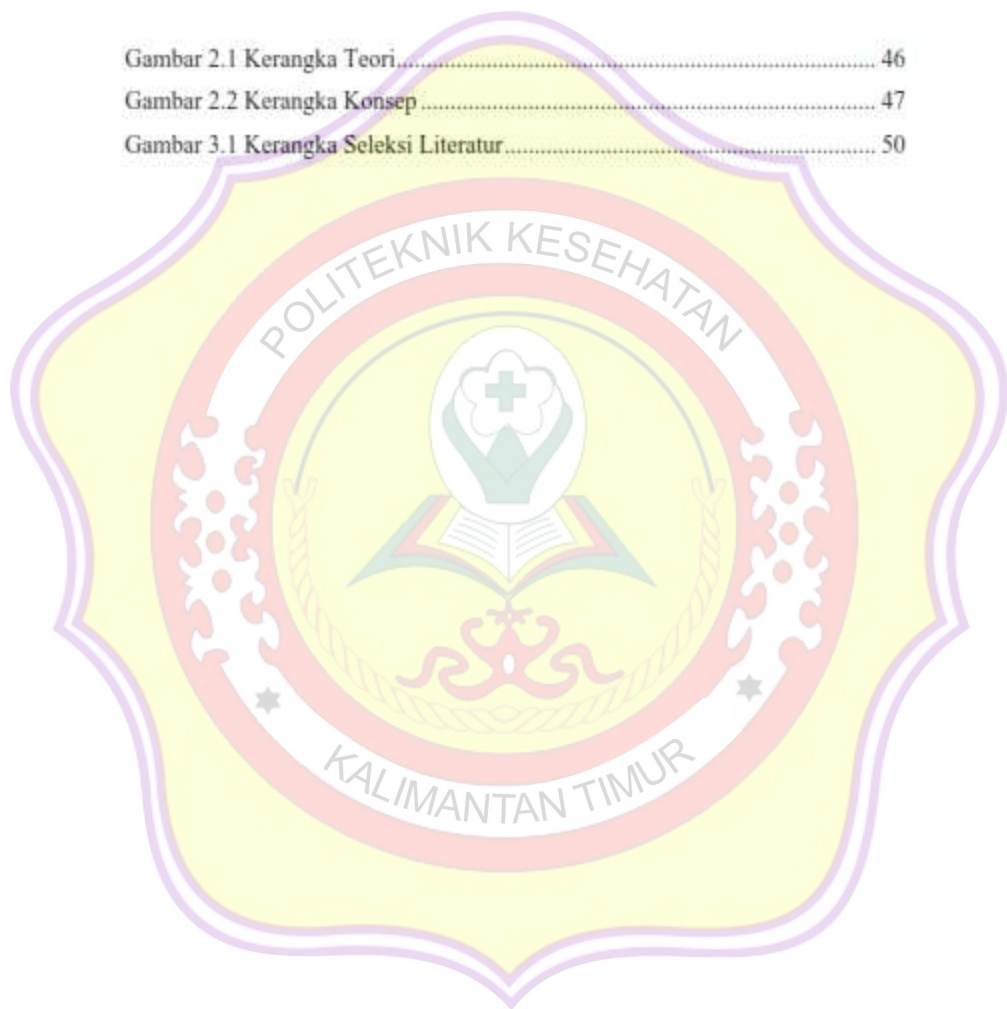 Gambar 2.1 Kerangka Teori.......................................................................................... 46
Gambar 2.2 Kerangka Konsep..................................................................................... 47
Gambar 3.1 Kerangka Seleksi Literatur...................................................................... 50
POLITEKNIK KESEHATAN
KALIMANTAN TIMUR